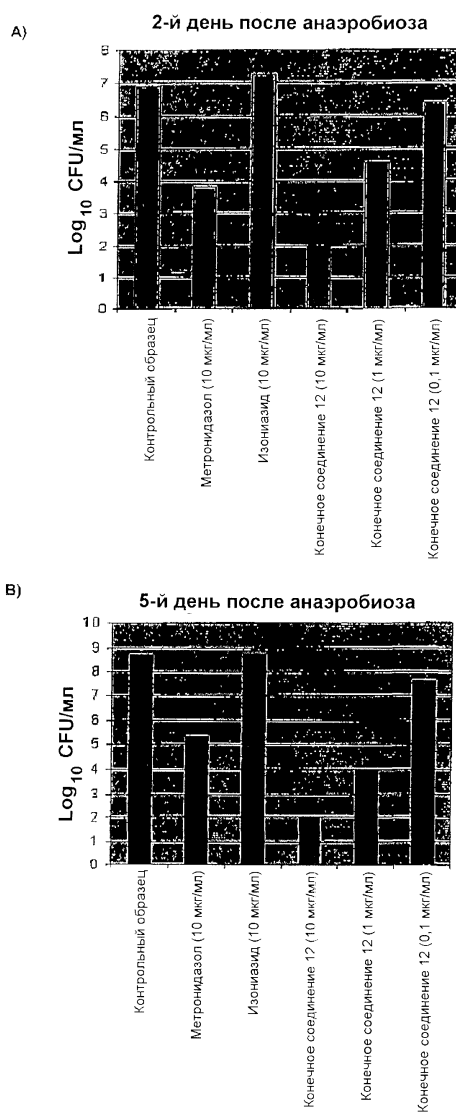 A)
2-й день после анаэробиоза
Log10 CFU/мл
8
7
6
5
4
3
2
1
0
Контрольный образец
Метронидазол (10 мкг/мл)
Изониазид (10 мкг/мл)
Конечное соединение 12 (10 мкг/мл)
Конечное соединение 12 (1 мкг/мл)
Конечное соединение 12 (0,1 мкг/мл)
B)
5-й день после анаэробиоза
Log10 CFU/мл
10
9
8
7
6
5
4
3
2
1
0
Контрольный образец
Метронидазол (10 мкг/мл)
Изониазид (10 мкг/мл)
Конечное соединение 12 (10 мкг/мл)
Конечное соединение 12 (1 мкг/мл)
Конечное соединение 12 (0,1 мкг/мл)